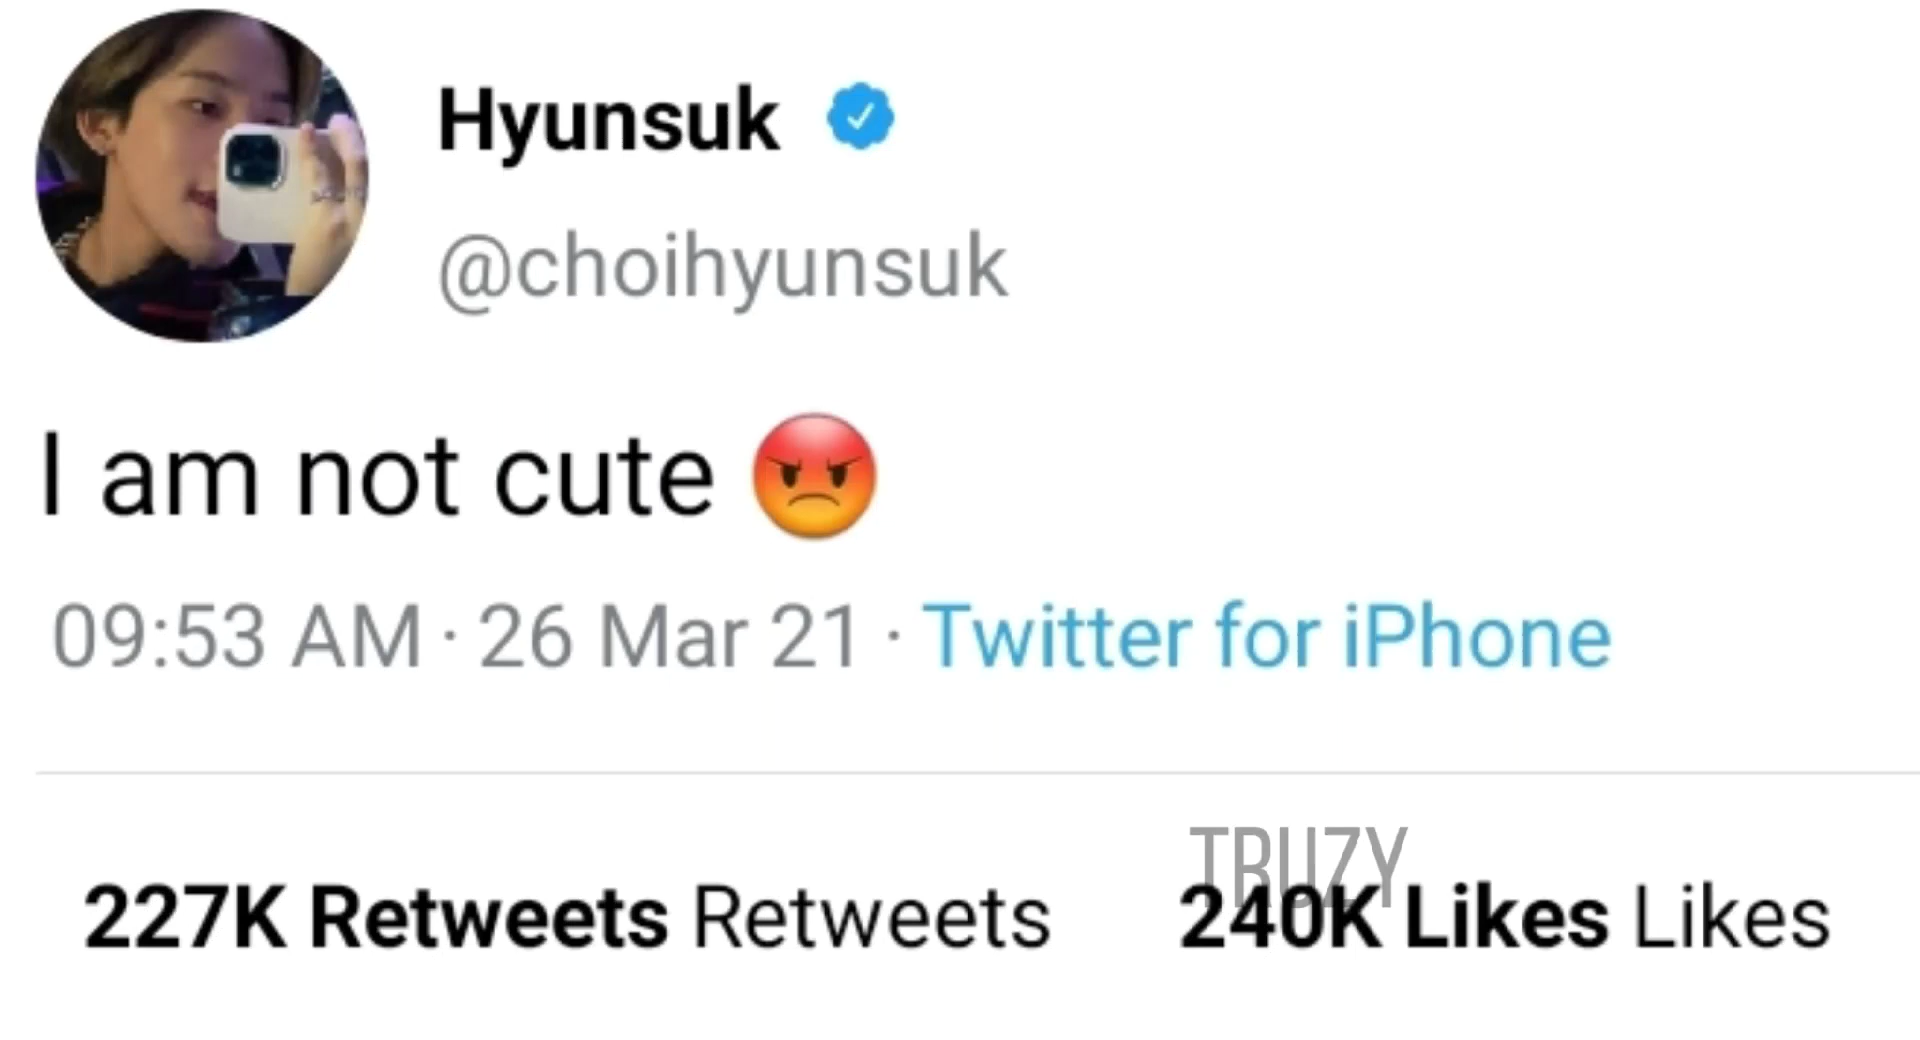 Hyunsuk
@choihyunsuk
I am not cute 😡
09:53 AM · 26 Mar 21 · Twitter for iPhone
TRUZY
227K Retweets Retweets 240K Likes Likes